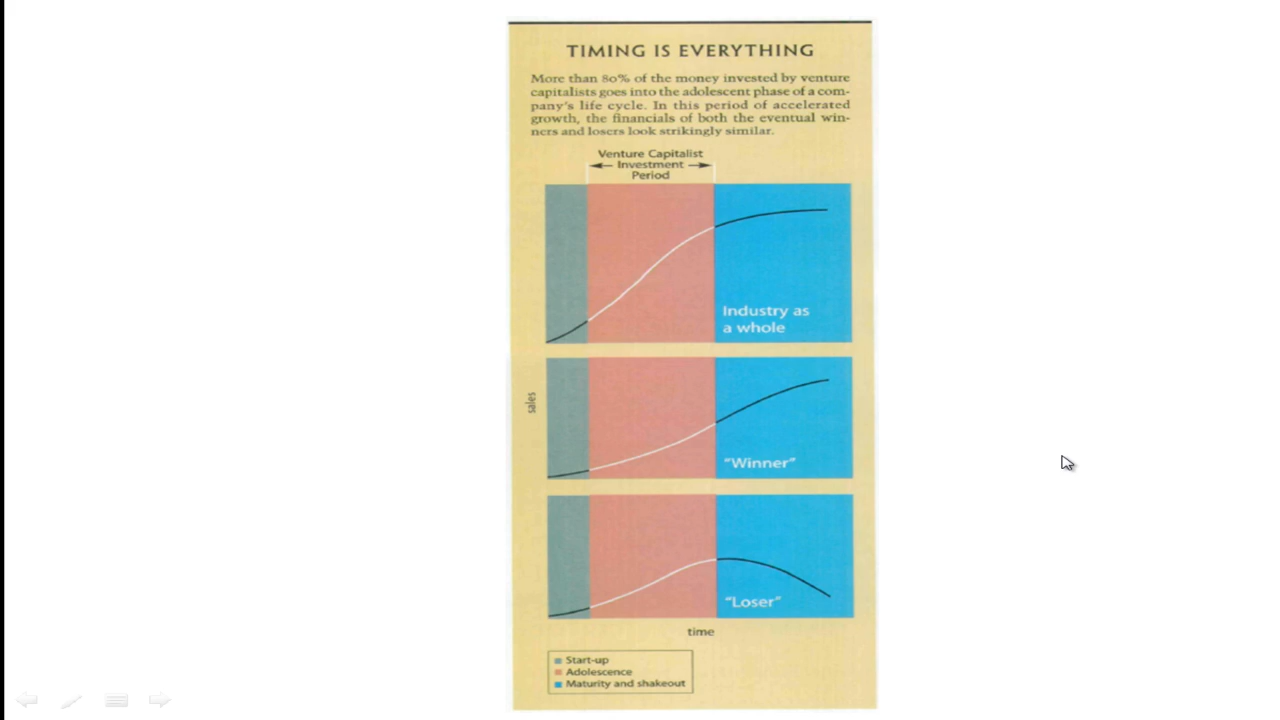 TIMING IS EVERYTHING
More than 80% of the money invested by venture
capitalists goes into the adolescent phase of a com-
pany's life cycle. In this period of accelerated
growth, the financials of both the eventual win-
ners and losers look strikingly similar.
Venture Capitalist
Investment
Period
Industry as
a whole
sales
"Winner"
"Loser"
time
Start-up
Adolescence
Maturity and shakeout